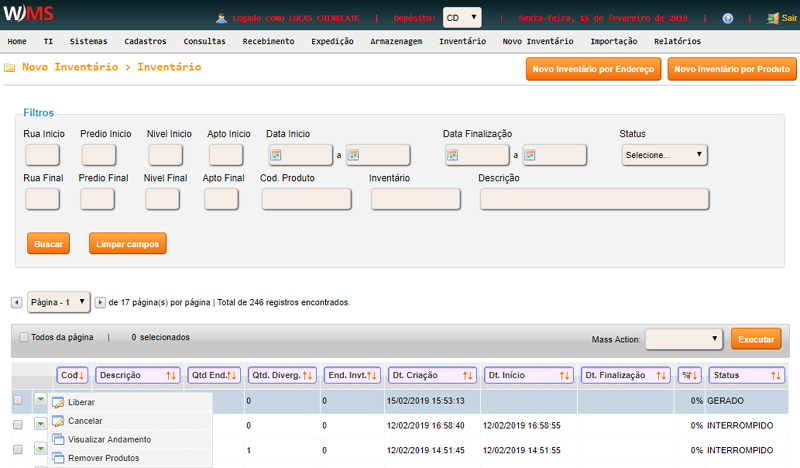 WMS
Logado como LUCAS CHINELATE | Depósito: CD | Sexta-feira, 15 de fevereiro de 2019 | | Sair
Home TI Sistemas Cadastros Consultas Recebimento Expedição Armazenagem Inventário Novo Inventário Importação Relatórios
Novo Inventário > Inventário Novo Inventário por Endereço Novo Inventário por Produto
Filtros
Rua Inicio Predio Inicio Nivel Inicio Apto Inicio Data Inicio Data Finalização Status
a a Selecione...
Rua Final Predio Final Nivel Final Apto Final Cod. Produto Inventário Descrição
Buscar Limpar campos
Página - 1 de 17 página(s) por página | Total de 246 registros encontrados.
Todos da página | 0 selecionados Mass Action: Executar
Cod Descrição Qtd End. Qtd. Diverg. End. Invt. Dt. Criação Dt. Início Dt. Finalização % Status
Liberar 0 0 15/02/2019 15:53:13 0% GERADO
Cancelar 0 0 12/02/2019 16:58:40 12/02/2019 16:58:55 0% INTERROMPIDO
Visualizar Andamento
1 0 12/02/2019 14:51:45 12/02/2019 14:51:55 0% INTERROMPIDO
Remover Produtos